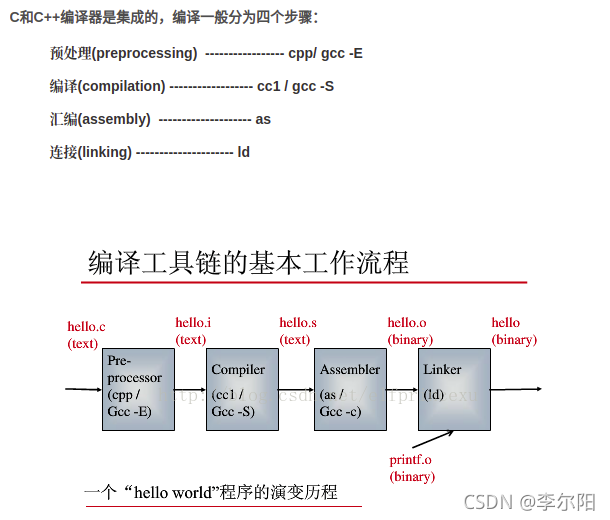 C和C++编译器是集成的，编译一般分为四个步骤：
预处理(preprocessing) ----------------- cpp/ gcc -E
编译(compilation) ------------------ cc1 / gcc -S
汇编(assembly) -------------------- as
连接(linking) --------------------- ld
编译工具链的基本工作流程
hello.c
(text)
hello.i
(text)
hello.s
(text)
hello.o
(binary)
hello
(binary)
Pre-
processor
(cpp /
Gcc -E)
Compiler
(cc1 /
Gcc -S)
Assembler
(as /
Gcc -c)
Linker
(ld)
printf.o
(binary)
一个“hello world”程序的演变历程
CSDN @李尔阳